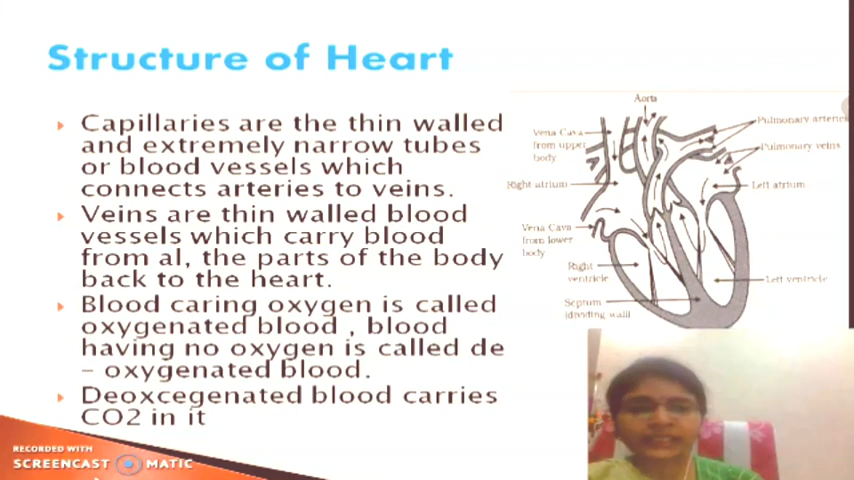 Structure of Heart
Capillaries are the thin walled
and extremely narrow tubes
or blood vessels which
connects arteries to veins.
Veins are thin walled blood
vessels which carry blood
from al, the parts of the body
back to the heart.
Blood caring oxygen is called
oxygenated blood , blood
having no oxygen is called de
– oxygenated blood.
Deoxcegenated blood carries
CO2 in it
Aorta
Pulmonary arteries
Vena Cava
from upper
body
Pulmonary veins
Right atrium
Left atrium
Vena Cava
from lower
body
Right
ventricle
Left ventricle
Septum
(dividing wall)
RECORDED WITH
SCREENCAST MATIC